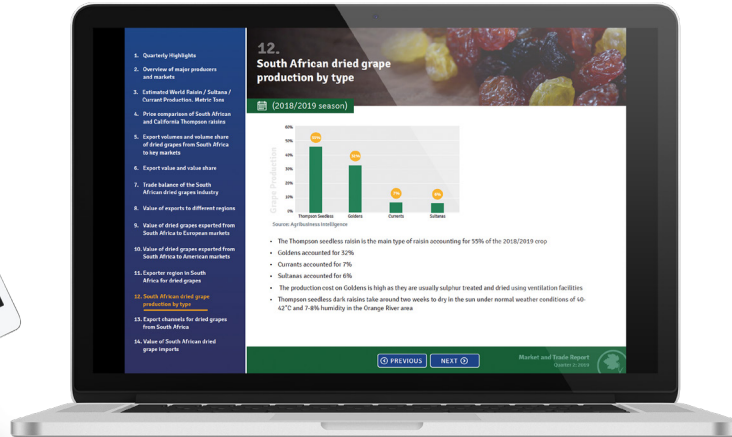 1. Quarterly Highlights
2. Overview of major producers
and markets
3. Estimated World Raisin / Sultana /
Currant Production. Metric Tons
4. Price comparison of South African
and California Thompson raisins
5. Export volumes and volume share
of dried grapes from South Africa
to key markets
6. Export value and value share
7. Trade balance of the South
African dried grapes industry
8. Value of exports to different regions
9. Value of dried grapes exported from
South Africa to European markets
10. Value of dried grapes exported from
South Africa to American markets
11. Exporter region in South
Africa for dried grapes
12. South African dried grape
production by type
13. Export channels for dried grapes
from South Africa
14. Value of South African dried
grape imports
12.
South African dried grape
production by type
(2018/2019 season)
Grape Production
60%
50%
40%
30%
20%
10%
0%
32%
7%
6%
Thompson Seedless
Goldens
Currants
Sultanas
Source: Agribusiness Intelligence
• The Thompson seedless raisin is the main type of raisin accounting for 55% of the 2018/2019 crop
• Goldens accounted for 32%
• Currants accounted for 7%
• Sultanas accounted for 6%
• The production cost on Goldens is high as they are usually sulphur treated and dried using ventilation facilities
• Thompson seedless dark raisins take around two weeks to dry in the sun under normal weather conditions of 40-
42°C and 7-8% humidity in the Orange River area
PREVIOUS
NEXT
Market and Trade Report
Quarter 1: 2019